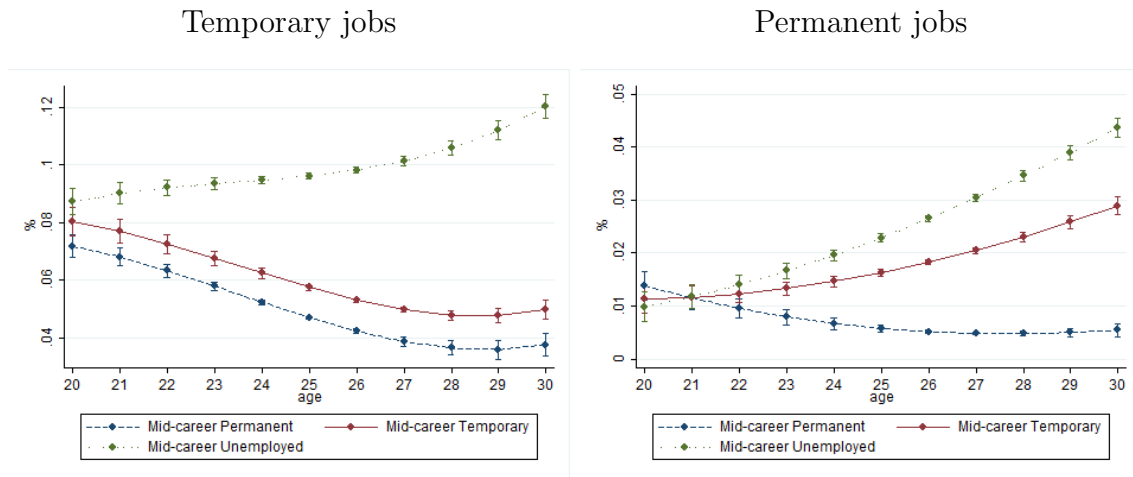 Temporary jobs
Permanent jobs
.12
.1
.08
.06
.04
%
20 21 22 23 24 25 26 27 28 29 30
age
Mid-career Permanent Mid-career Temporary
Mid-career Unemployed
.05
.04
.03
.02
.01
0
%
20 21 22 23 24 25 26 27 28 29 30
age
Mid-career Permanent Mid-career Temporary
Mid-career Unemployed